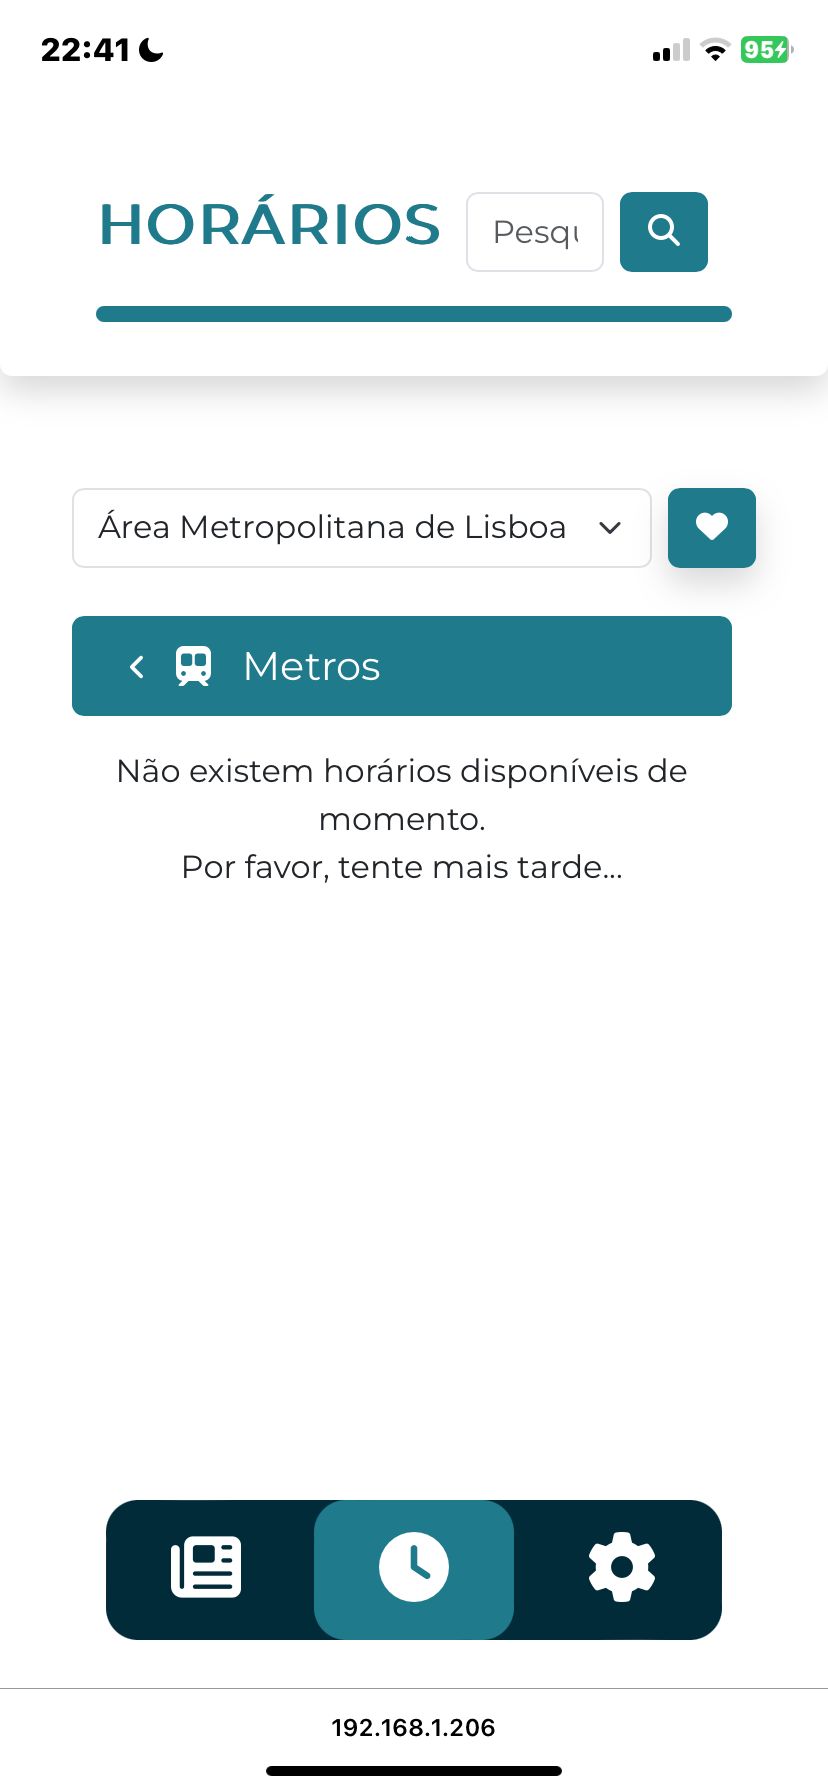 22:41
95
HORÁRIOS
Pesqu
Área Metropolitana de Lisboa
Metros
Não existem horários disponíveis de
momento.
Por favor, tente mais tarde...
192.168.1.206